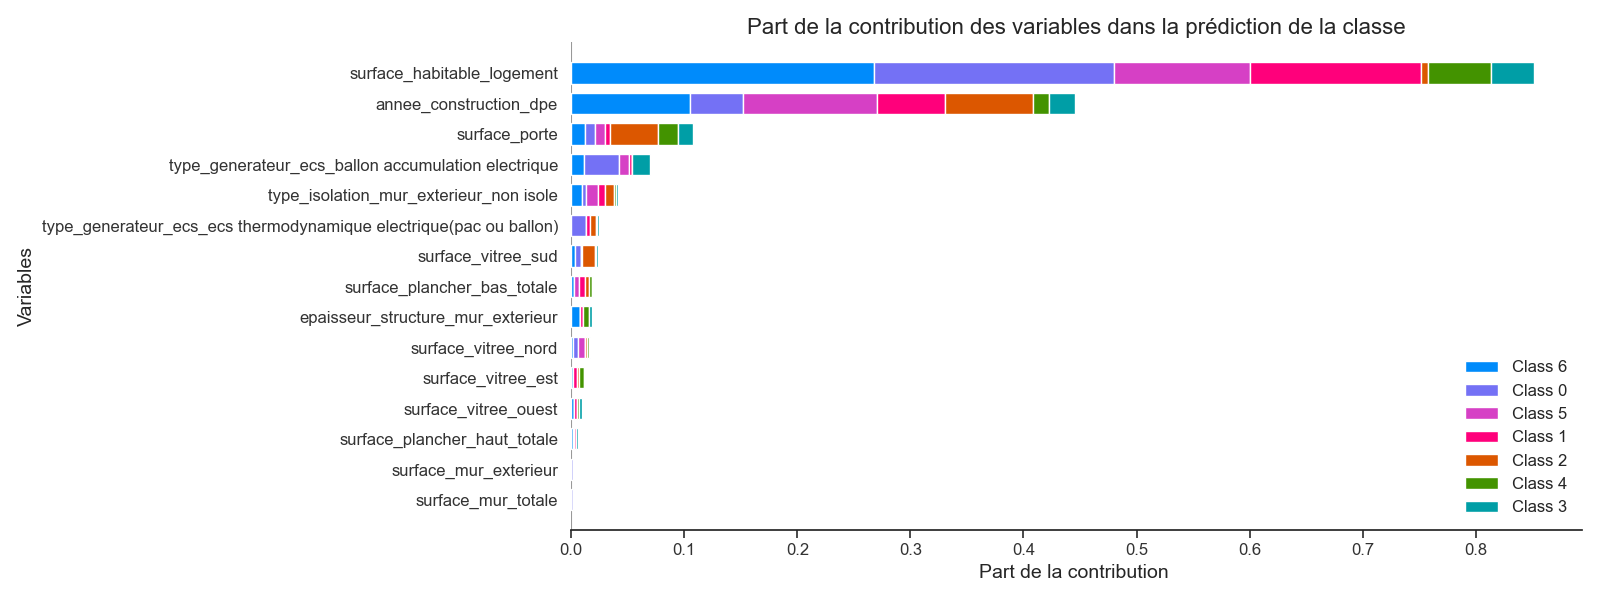 Part de la contribution des variables dans la prédiction de la classe
Variables
surface_habitable_logement
annee_construction_dpe
surface_porte
type_generateur_ecs_ballon accumulation electrique
type_isolation_mur_exterieur_non isole
type_generateur_ecs_ecs thermodynamique electrique(pac ou ballon)
surface_vitree_sud
surface_plancher_bas_totale
epaisseur_structure_mur_exterieur
surface_vitree_nord
surface_vitree_est
surface_vitree_ouest
surface_plancher_haut_totale
surface_mur_exterieur
surface_mur_totale
Class 6
Class 0
Class 5
Class 1
Class 2
Class 4
Class 3
0.0 0.1 0.2 0.3 0.4 0.5 0.6 0.7 0.8
Part de la contribution